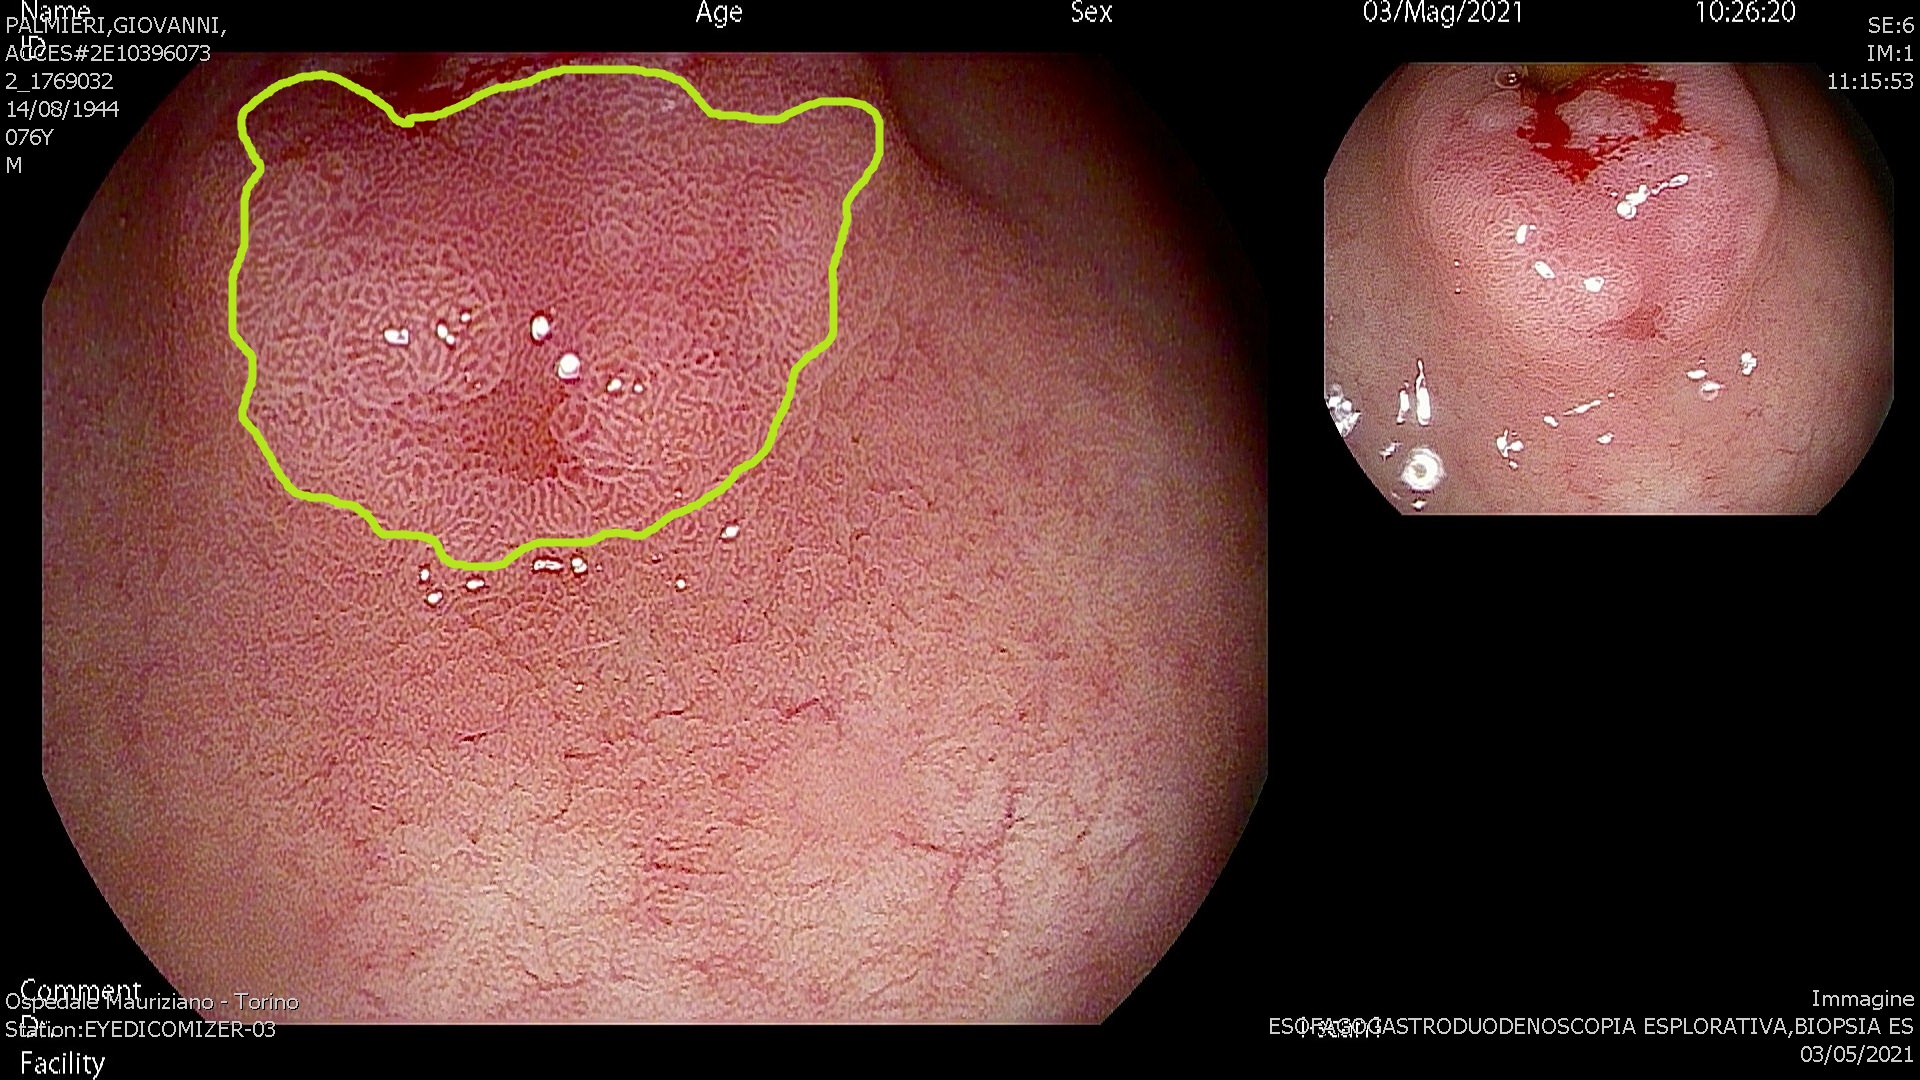 Name Age Sex 03/Mag/2021 10:26:20
PALMIERI,GIOVANNI,
SE:6
ID
ACCES#2E10396073
IM:1
2_1769032
11:15:53
14/08/1944
076Y
M
Comment
Ospedale Mauriziano - Torino
Immagine
Dr.
Station:EYEDICOMIZER-03
ESOFAGOGASTRODUODENOSCOPIA ESPLORATIVA,BIOPSIA ES
Facility
03/05/2021